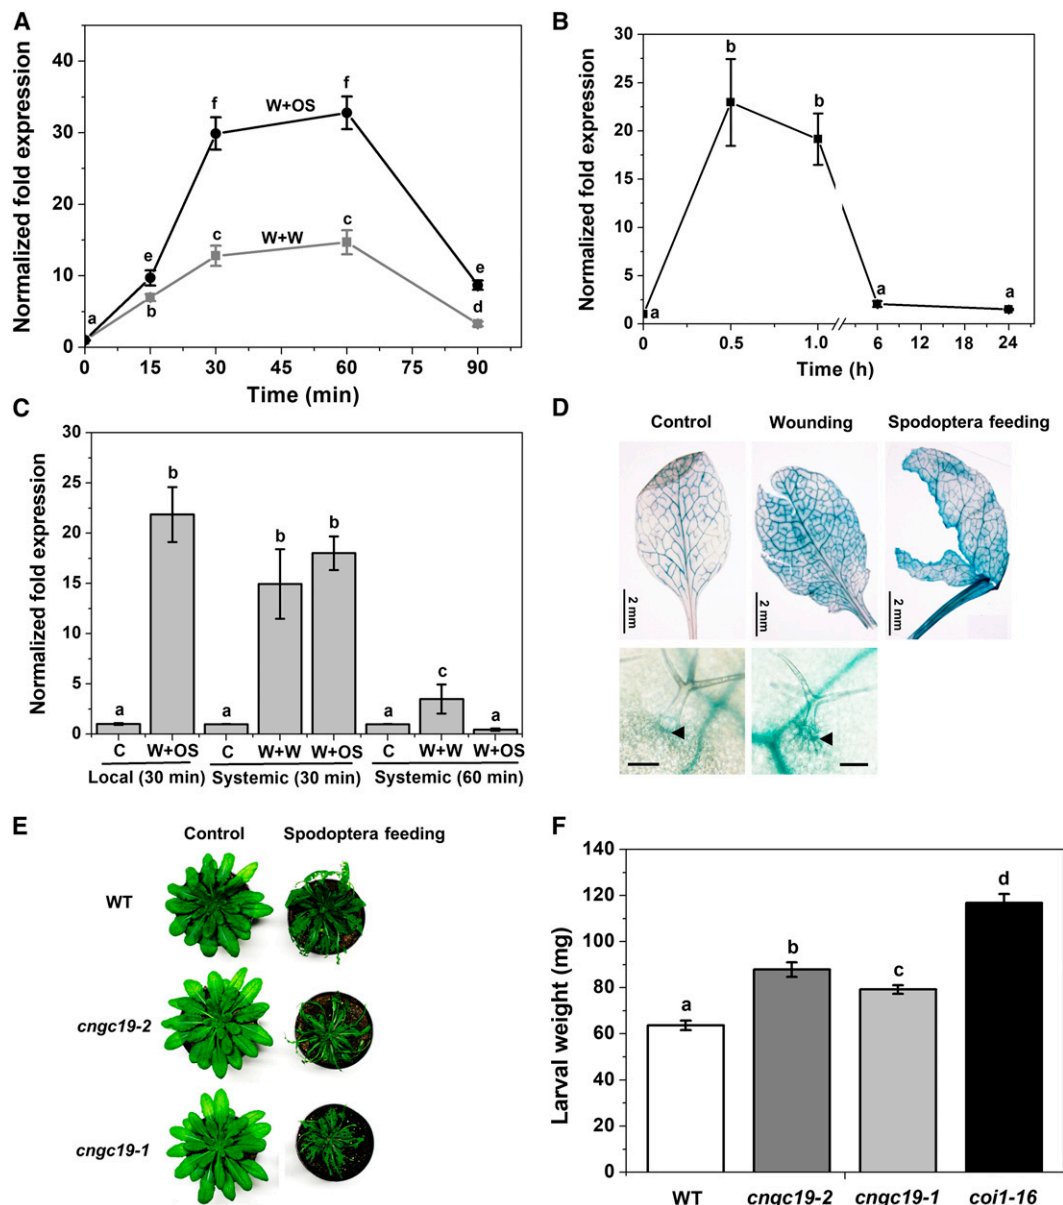 A
Normalized fold expression
40
30
20
10
0
a
e
b
f
c
W+OS
W+W
f
c
e
d
0 15 30 45 60 75 90
Time (min)
B
Normalized fold expression
30
25
20
15
10
5
0
a
b
b
a
a
0 0.5 1.0 6 12 18 24
Time (h)
C
Normalized fold expression
30
25
20
15
10
5
0
a b a b b a c a
C W+OS C W+W W+OS C W+W W+OS
Local (30 min) Systemic (30 min) Systemic (60 min)
D
Control Wounding Spodoptera feeding
2 mm 2 mm 2 mm
E
Control Spodoptera feeding
WT
cngc19-2
cngc19-1
F
Larval weight (mg)
140
120
100
80
60
40
20
0
a b c d
WT cngc19-2 cngc19-1 coi1-16